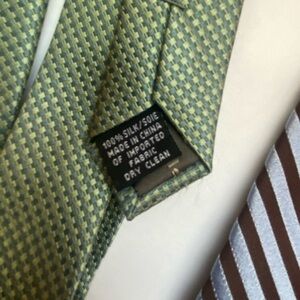 100% SILK/SOIE
MADE IN CHINA
OF IMPORTED
FABRIC
DRY CLEAN